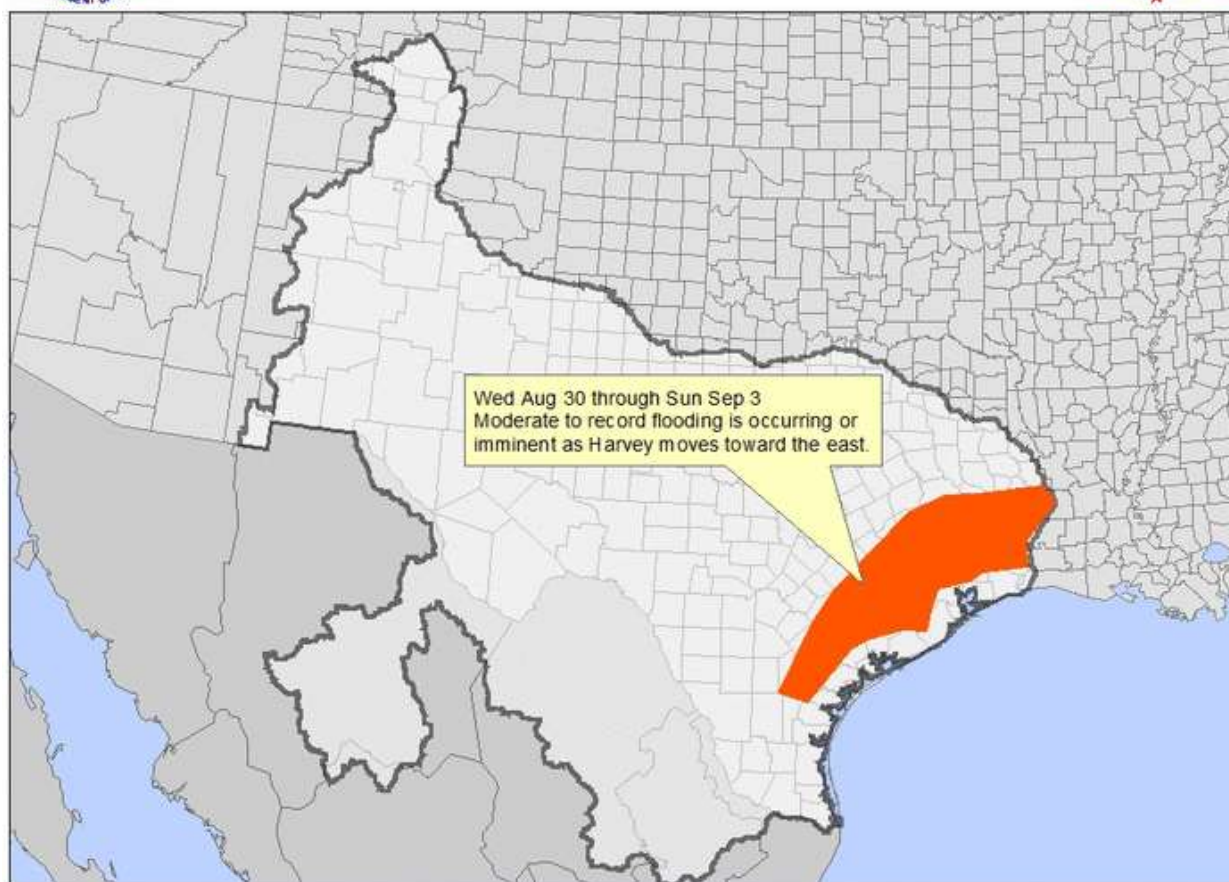 Wed Aug 30 through Sun Sep 3
Moderate to record flooding is occurring or
imminent as Harvey moves toward the east.